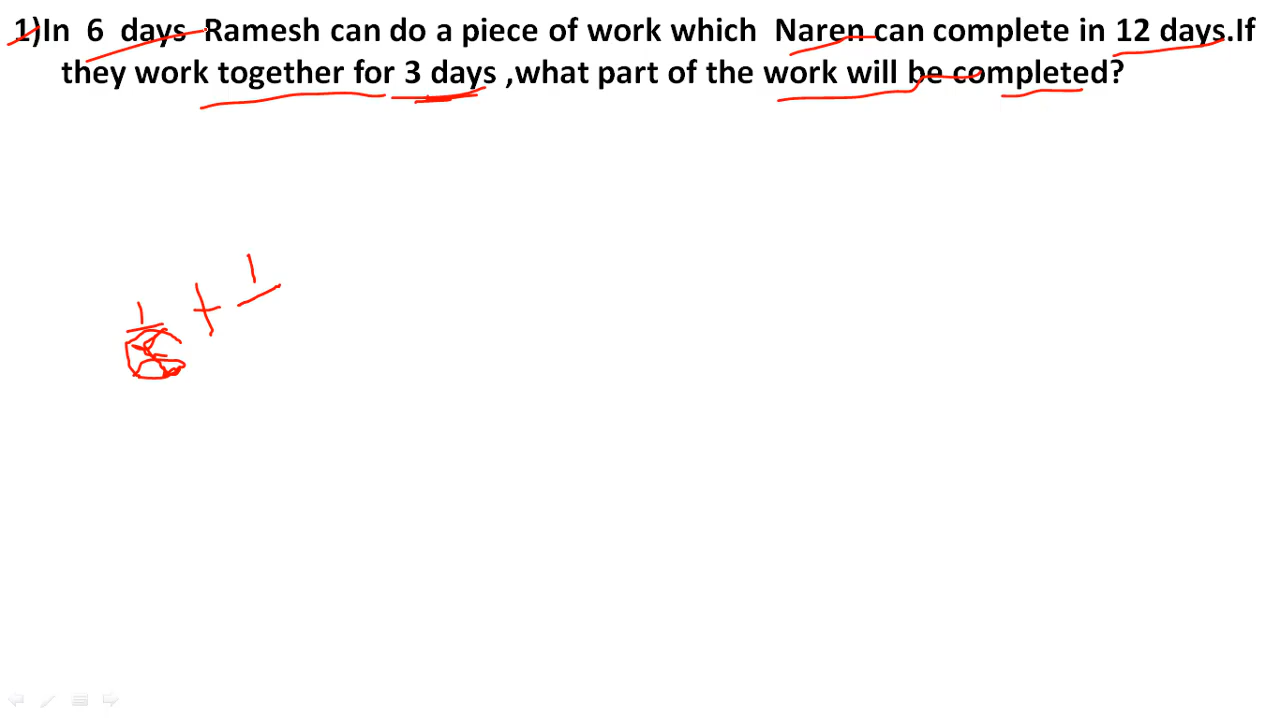 1)In 6 days Ramesh can do a piece of work which Naren can complete in 12 days.If
they work together for 3 days ,what part of the work will be completed?
1 + 1